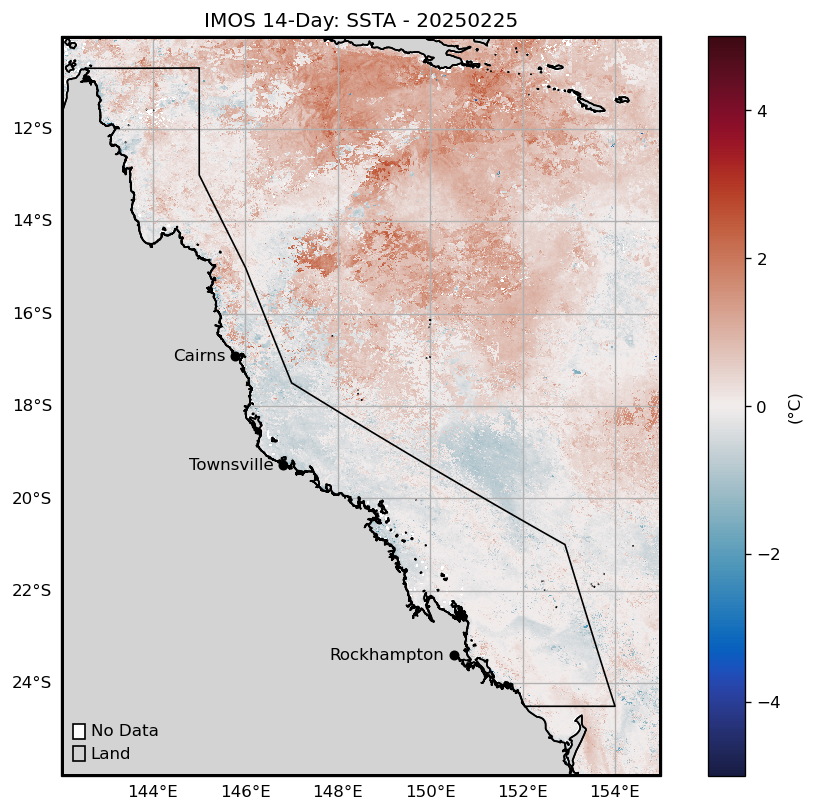 IMOS 14-Day: SSTA - 20250225
12°S
14°S
16°S
18°S
20°S
22°S
24°S
Cairns
Townsville
Rockhampton
No Data
Land
144°E
146°E
148°E
150°E
152°E
154°E
4
2
0
−2
−4
(°C)